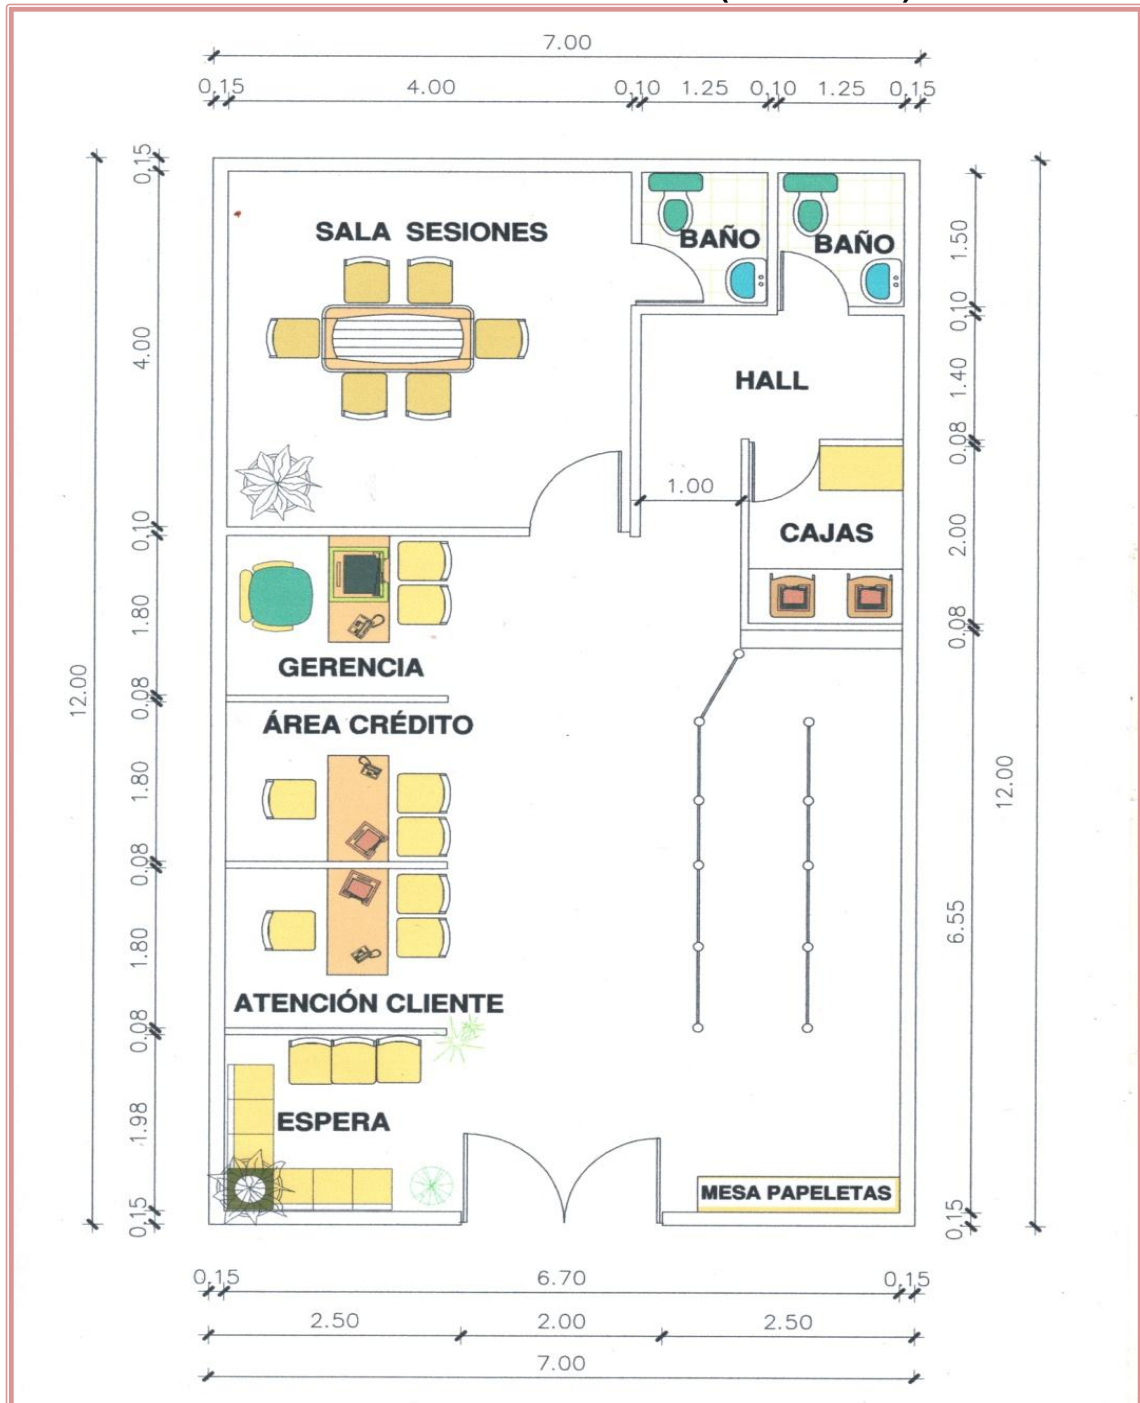 7.00
0,15 4.00 0,10 1.25 0,10 1.25 0,15
0,15
4.00
0,10
1.80
0,08
1.80
0,08
1.80
0,08
1.98
0,15
12.00
SALA SESIONES
BAÑO
BAÑO
HALL
1.00
CAJAS
GERENCIA
ÁREA CRÉDITO
ATENCIÓN CLIENTE
ESPERA
MESA PAPELETAS
1.50
0,10
1.40
0,08
2.00
0,08
6.55
0,15
12.00
0,15 6.70 0,15
2.50 2.00 2.50
7.00